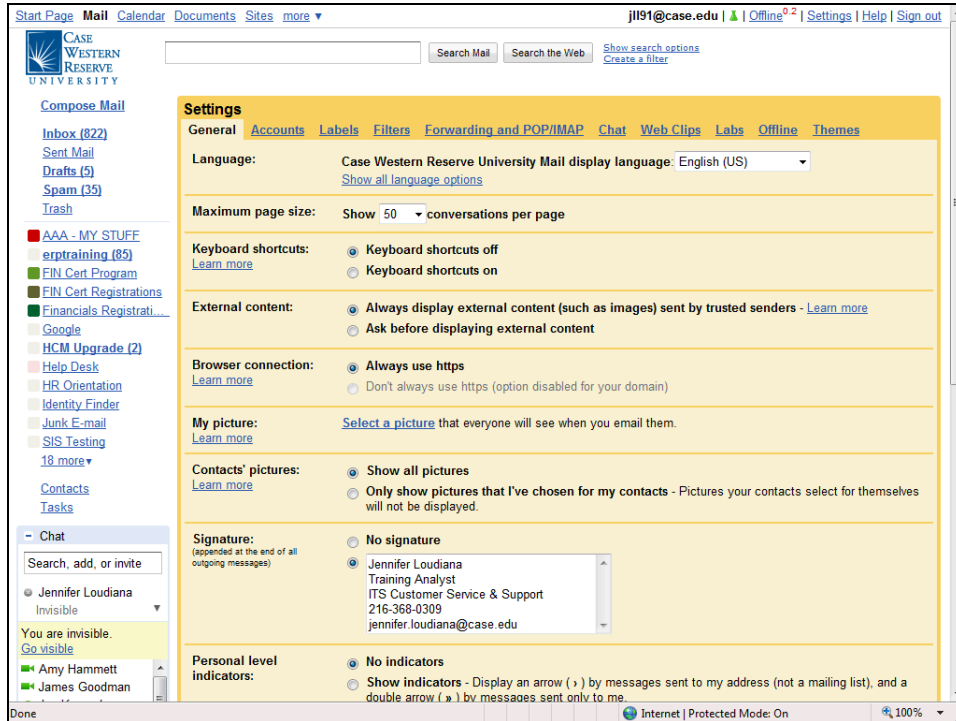 Start Page Mail Calendar Documents Sites more ▼
jll91@case.edu | Offline0.2 | Settings | Help | Sign out
CASE
WESTERN
RESERVE
UNIVERSITY
Search Mail Search the Web
Show search options
Create a filter
Compose Mail
Inbox (822)
Sent Mail
Drafts (5)
Spam (35)
Trash
AAA - MY STUFF
erptraining (85)
FIN Cert Program
FIN Cert Registrations
Financials Registrati...
Google
HCM Upgrade (2)
Help Desk
HR Orientation
Identity Finder
Junk E-mail
SIS Testing
18 more▼
Contacts
Tasks
− Chat
Search, add, or invite
Jennifer Loudiana
Invisible ▼
You are invisible.
Go visible
Amy Hammett
James Goodman
Settings
General Accounts Labels Filters Forwarding and POP/IMAP Chat Web Clips Labs Offline Themes
Language: Case Western Reserve University Mail display language: English (US)
Show all language options
Maximum page size: Show 50 conversations per page
Keyboard shortcuts: Keyboard shortcuts off
Learn more Keyboard shortcuts on
External content: Always display external content (such as images) sent by trusted senders - Learn more
Ask before displaying external content
Browser connection: Always use https
Learn more Don't always use https (option disabled for your domain)
My picture: Select a picture that everyone will see when you email them.
Learn more
Contacts' pictures: Show all pictures
Learn more Only show pictures that I've chosen for my contacts - Pictures your contacts select for themselves
will not be displayed.
Signature: No signature
(appended at the end of all
outgoing messages)
Jennifer Loudiana
Training Analyst
ITS Customer Service & Support
216-368-0309
jennifer.loudiana@case.edu
Personal level
indicators:
No indicators
Show indicators - Display an arrow ( › ) by messages sent to my address (not a mailing list), and a
double arrow ( » ) by messages sent only to me.
Done Internet | Protected Mode: On 100%